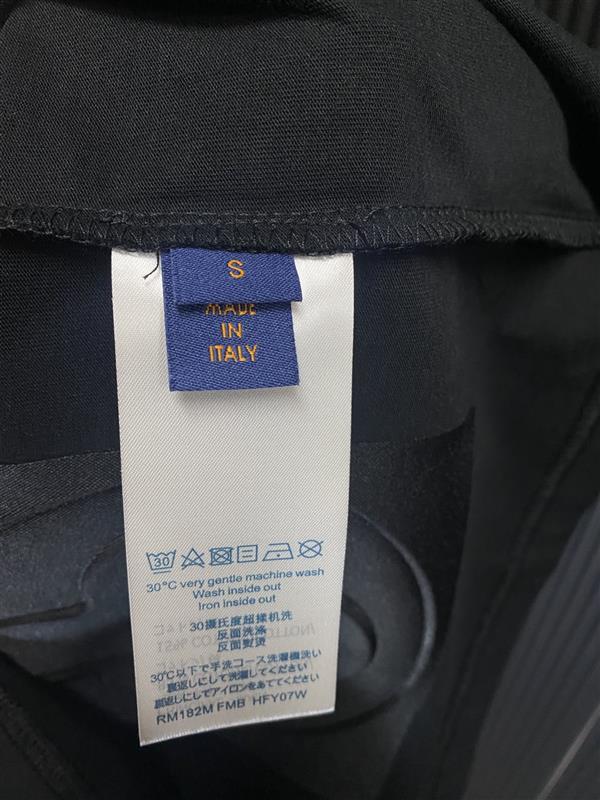 S
MADE
IN
ITALY
30
30°C very gentle machine wash
Wash inside out
Iron inside out
30摄氏度超揉机洗
反面洗涤
反面熨烫
30℃以下で手洗コース洗濯機洗い
裏返しにして洗濯してください
裏返しにしてアイロンをあてください
RM182M FMB HFY07W